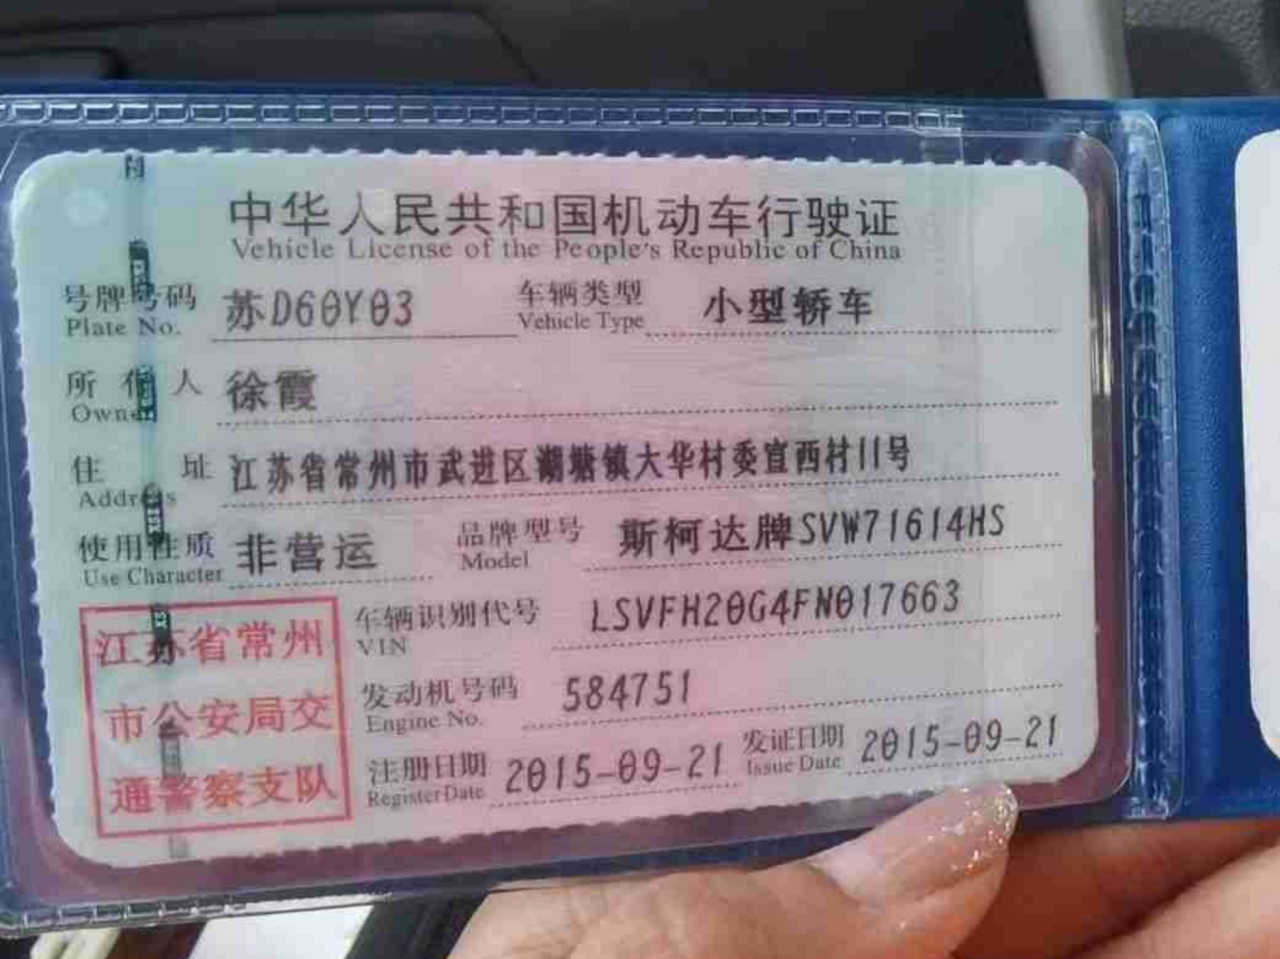 中华人民共和国机动车行驶证
Vehicle License of the People's Republic of China
号牌号码 苏D60Y03 车辆类型 小型轿车
Plate No. Vehicle Type
所有人 徐霞
Owner
住址 江苏省常州市武进区湖塘镇大华村委宣西村11号
Address
使用性质 非营运 品牌型号 斯柯达牌SVW71614HS
Use Character Model
车辆识别代号 LSVFH20G4FN017663
VIN
发动机号码 584751
Engine No.
注册日期 2015-09-21 发证日期 2015-09-21
Register Date Issue Date
江苏省常州
市公安局交
通警察支队